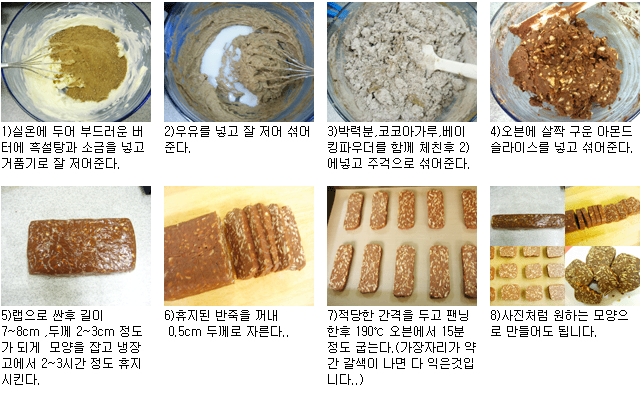 1)실온에 두어 부드러운 버
터에 흑설탕과 소금을 넣고
거품기로 잘 저어준다.
2)우유를 넣고 잘 저어 섞어
준다.
3)박력분,코코아가루,베이
킹파우더를 함께 체친후 2)
에넣고 주걱으로 섞어준다.
4)오븐에 살짝 구운 아몬드
슬라이스를 넣고 섞어준다.
5)랩으로 싼후 길이
7~8cm ,두께 2~3cm 정도
가 되게 모양을 잡고 냉장
고에서 2~3시간 정도 휴지
시킨다.
6)휴지된 반죽을 꺼내
0.5cm 두께로 자른다..
7)적당한 간격을 두고 팬닝
한후 190℃ 오븐에서 15분
정도 굽는다.(가장자리가 약
간 갈색이 나면 다 익은것입
니다..)
8)사진처럼 원하는 모양으
로 만들어도 됩니다.